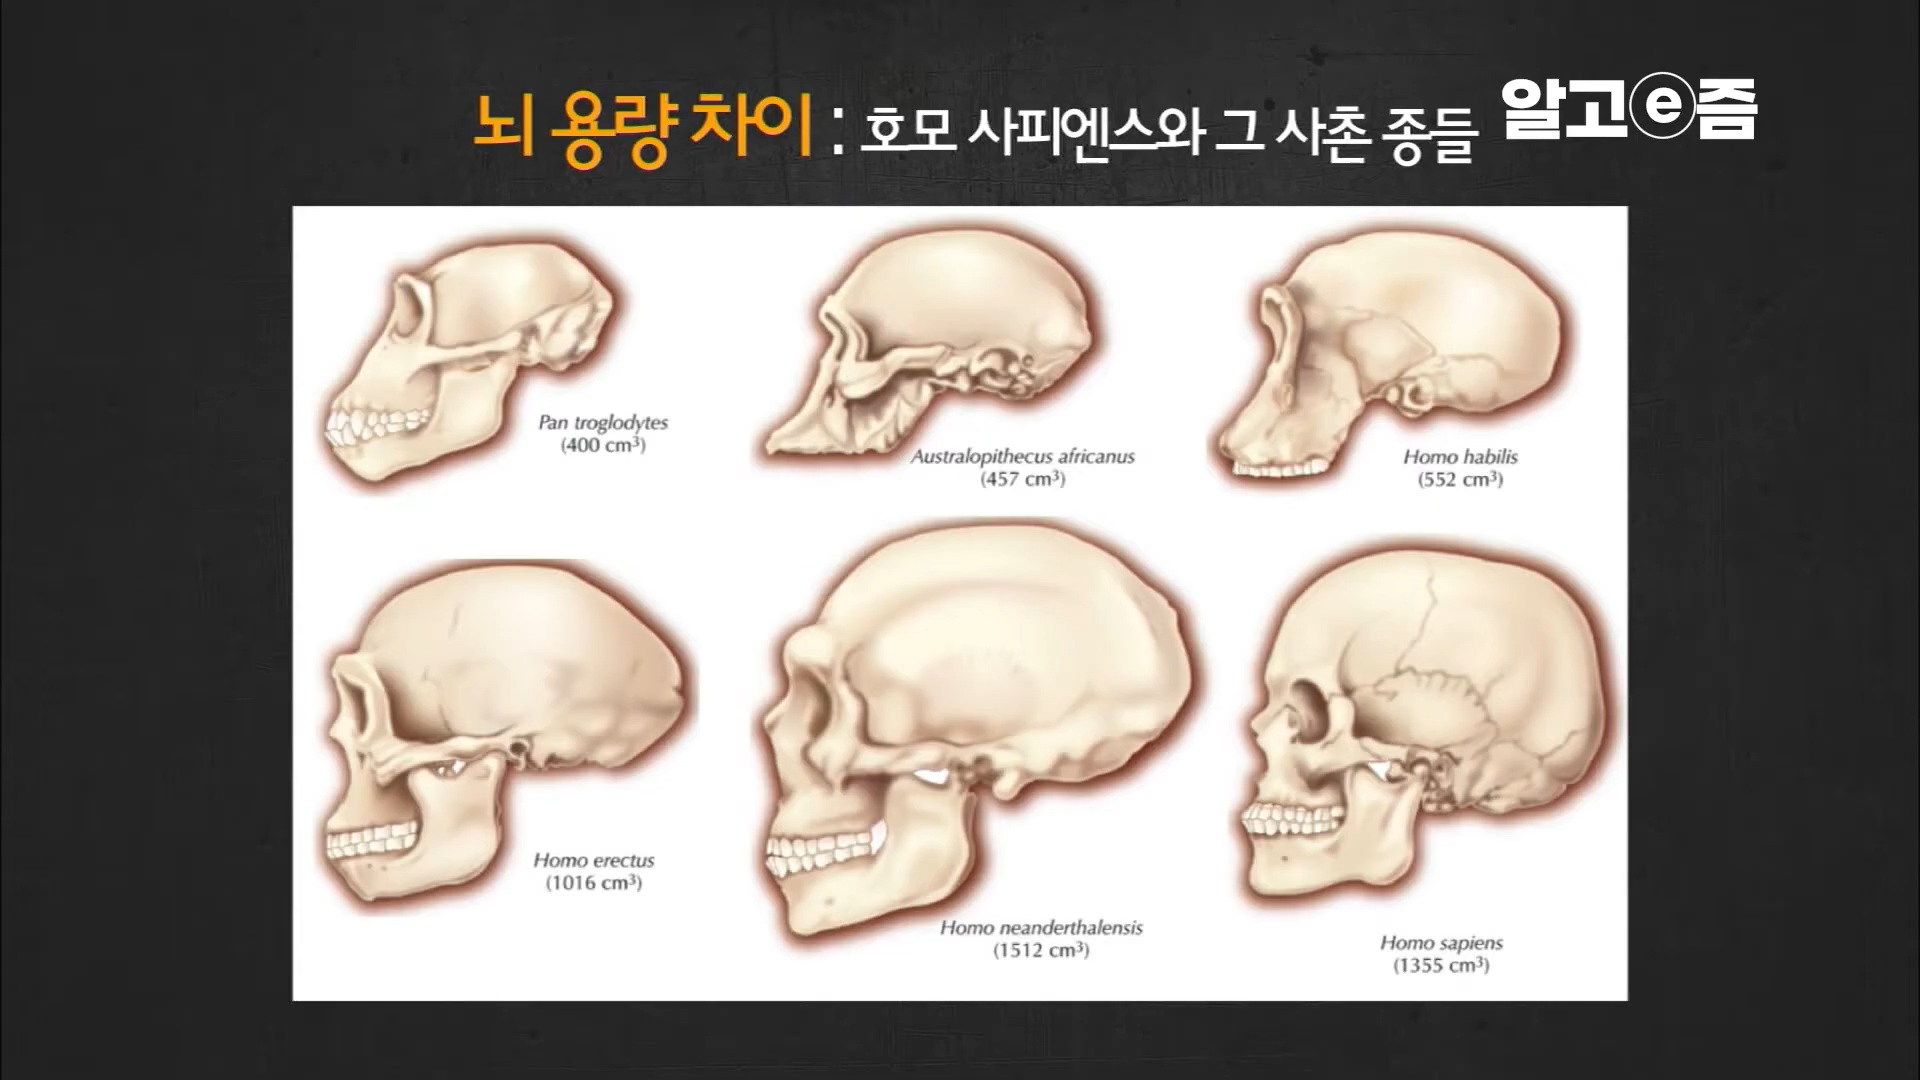 뇌 용량 차이 : 호모 사피엔스와 그 사촌 종들
알고ⓔ즘
Pan troglodytes
(400 cm³)
Australopithecus africanus
(457 cm³)
Homo habilis
(552 cm³)
Homo erectus
(1016 cm³)
Homo neanderthalensis
(1512 cm³)
Homo sapiens
(1355 cm³)